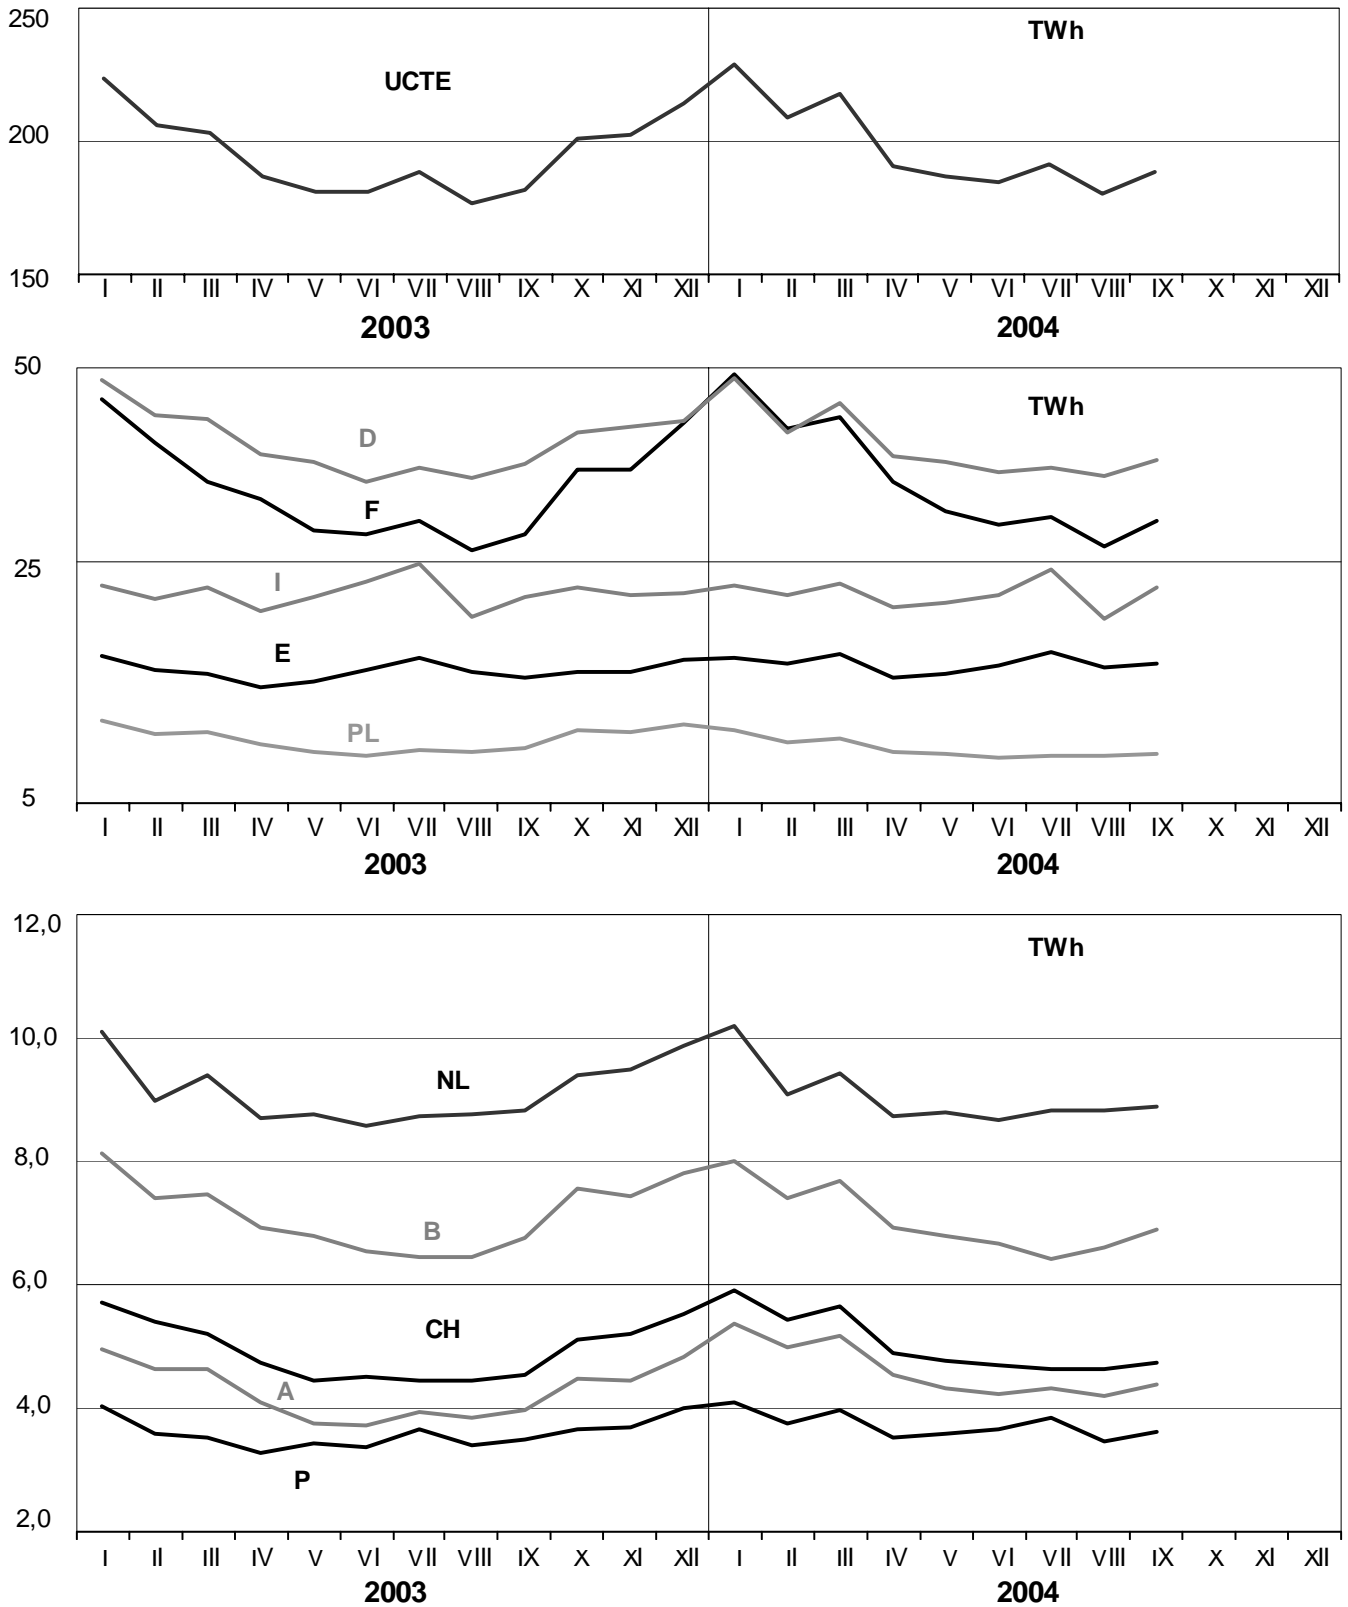 250
TWh
UCTE
200
150
I II III IV V VI VII VIII IX X XI XII I II III IV V VI VII VIII IX X XI XII
2003 2004
50
TWh
D
F
25
I
E
PL
5
I II III IV V VI VII VIII IX X XI XII I II III IV V VI VII VIII IX X XI XII
2003 2004
12,0
TWh
10,0
NL
8,0
B
6,0
CH
A
4,0
P
2,0
I II III IV V VI VII VIII IX X XI XII I II III IV V VI VII VIII IX X XI XII
2003 2004